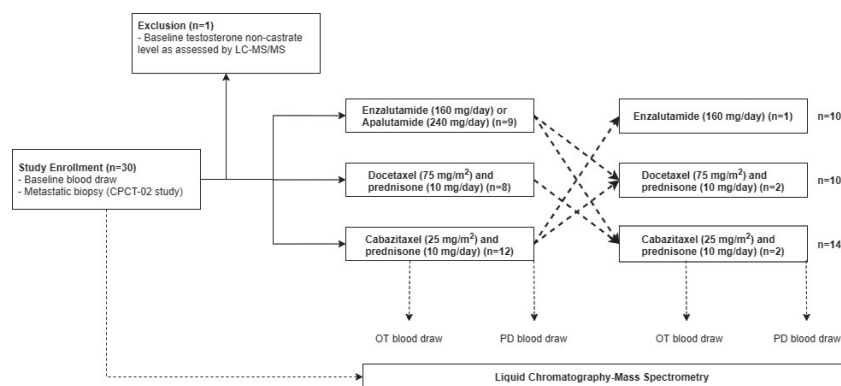 Exclusion (n=1)
- Baseline testosterone non-castrate
level as assessed by LC-MS/MS
Enzalutamide (160 mg/day) or
Apalutamide (240 mg/day) (n=9)
Enzalutamide (160 mg/day) (n=1)
n=10
Study Enrollment (n=30)
- Baseline blood draw
- Metastatic biopsy (CPCT-02 study)
Docetaxel (75 mg/m²) and
prednisone (10 mg/day) (n=8)
Docetaxel (75 mg/m²) and
prednisone (10 mg/day) (n=2)
n=10
Cabazitaxel (25 mg/m²) and
prednisone (10 mg/day) (n=12)
Cabazitaxel (25 mg/m²) and
prednisone (10 mg/day) (n=2)
n=14
OT blood draw
PD blood draw
OT blood draw
PD blood draw
Liquid Chromatography-Mass Spectrometry